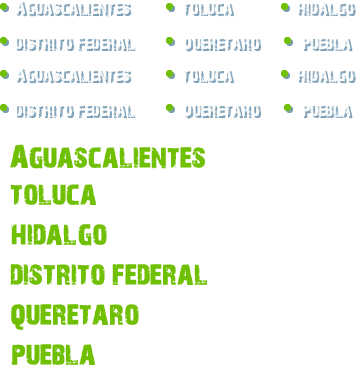 • AGUASCALIENTES • TOLUCA • HIDALGO
• DISTRITO FEDERAL • QUERETARO • PUEBLA
• AGUASCALIENTES • TOLUCA • HIDALGO
• DISTRITO FEDERAL • QUERETARO • PUEBLA
AGUASCALIENTES
TOLUCA
HIDALGO
DISTRITO FEDERAL
QUERETARO
PUEBLA